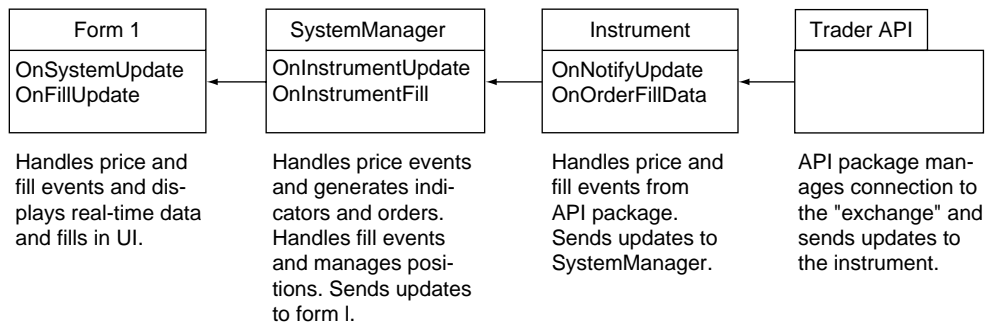 Form 1
OnSystemUpdate
OnFillUpdate
Handles price and
fill events and dis-
plays real-time data
and fills in UI.
SystemManager
OnInstrumentUpdate
OnInstrumentFill
Handles price events
and generates indi-
cators and orders.
Handles fill events
and manages posi-
tions. Sends updates
to form l.
Instrument
OnNotifyUpdate
OnOrderFillData
Handles price and
fill events from
API package.
Sends updates to
SystemManager.
Trader API
API package man-
ages connection to
the "exchange" and
sends updates to
the instrument.